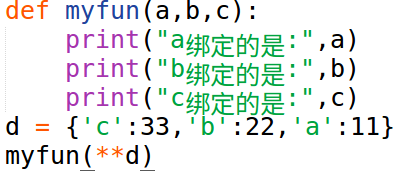 def myfun(a,b,c):
    print("a绑定的是:",a)
    print("b绑定的是:",b)
    print("c绑定的是:",c)
d = {'c':33,'b':22,'a':11}
myfun(**d)